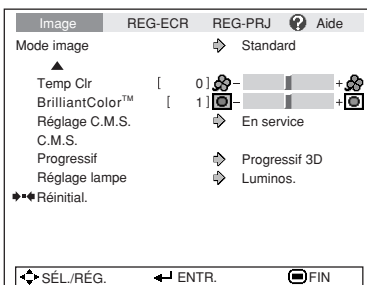 Image REG-ECR REG-PRJ ? Aide
Mode image Standard
Temp Clr [ 0 ] - +
BrilliantColor™ [ 1 ] - +
Réglage C.M.S. En service
C.M.S.
Progressif Progressif 3D
Réglage lampe Luminos.
Réinitial.
SÉL./RÉG. ENTR. FIN